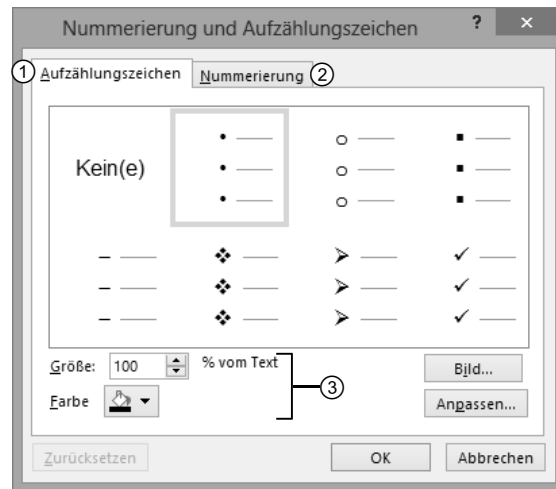 Nummerierung und Aufzählungszeichen ? ×
① Aufzählungszeichen Nummerierung ②
Kein(e)
Größe: 100 % vom Text
③
Bild...
Farbe
Anpassen...
Zurücksetzen OK Abbrechen